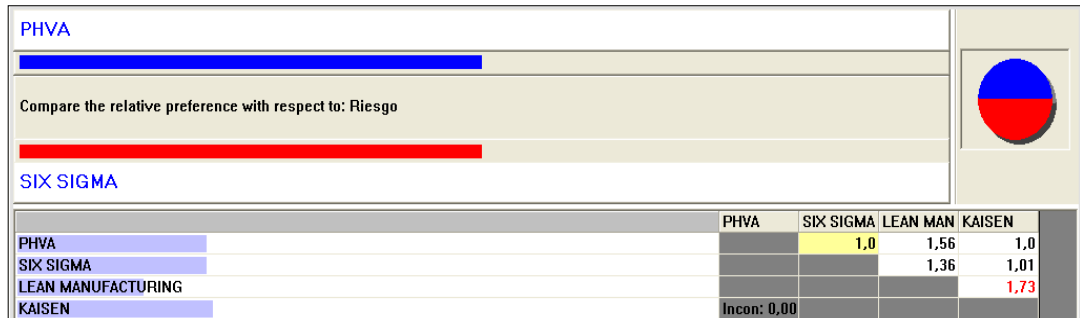 PHVA
Compare the relative preference with respect to: Riesgo
SIX SIGMA
PHVA SIX SIGMA LEAN MAN KAISEN
PHVA 1,0 1,56 1,0
SIX SIGMA 1,36 1,01
LEAN MANUFACTURING 1,73
KAISEN Incon: 0,00